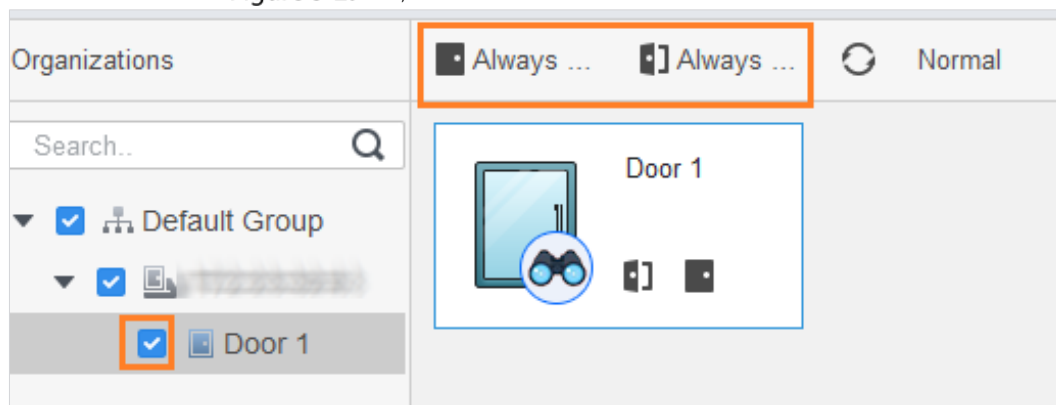 Organizations
Always ... Always ... Normal
Search..
Door 1
Default Group
Door 1